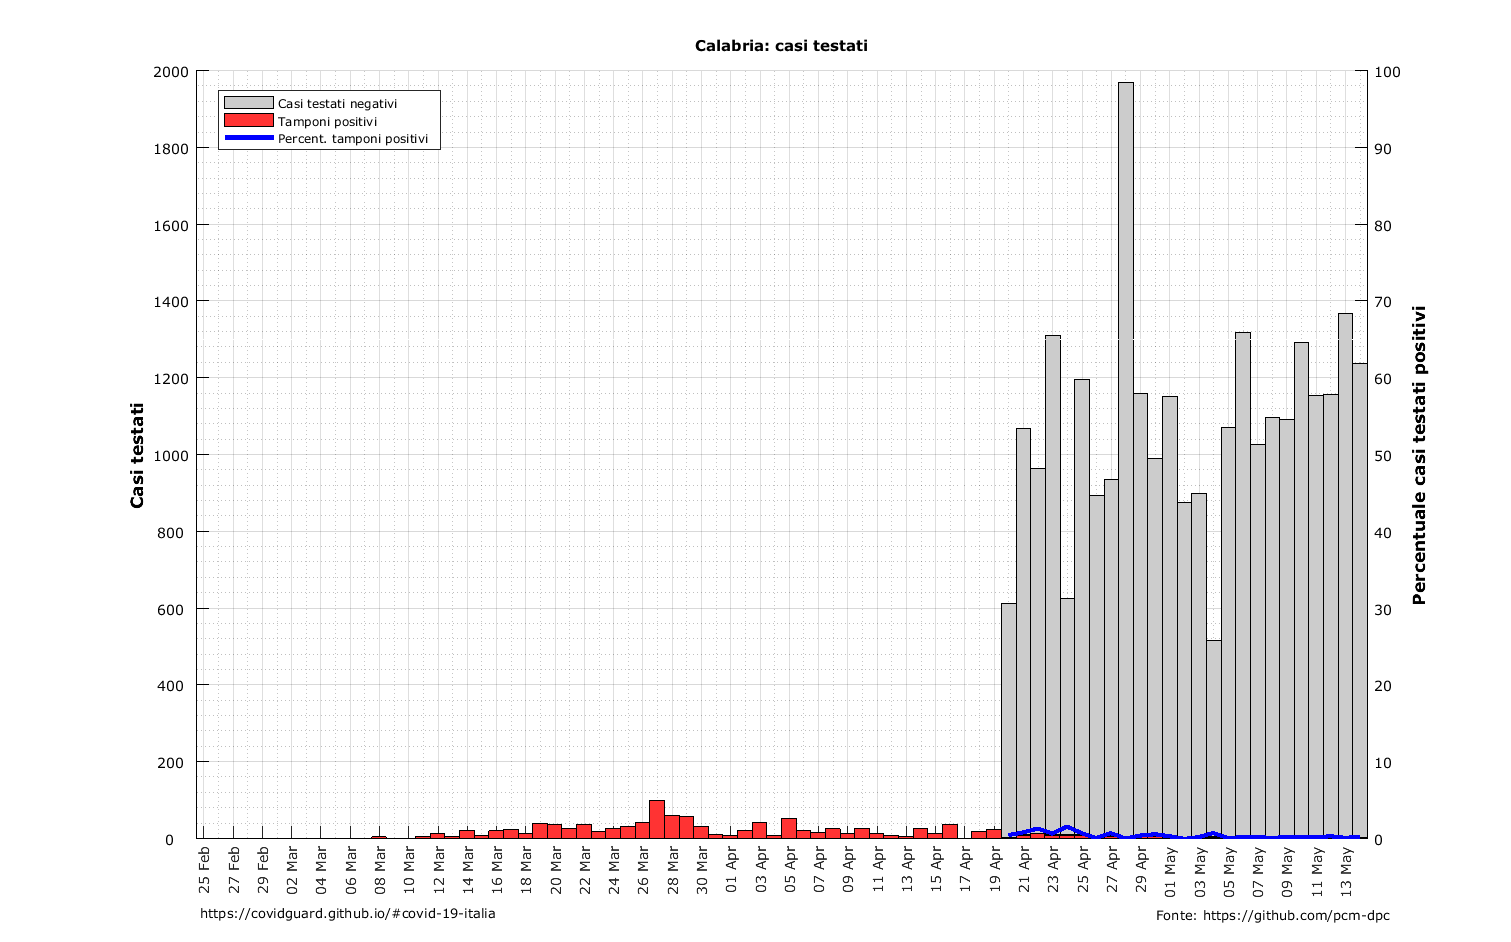 Calabria: casi testati
Casi testati negativi
Tamponi positivi
Percent. tamponi positivi
Casi testati
2000
1800
1600
1400
1200
1000
800
600
400
200
0
100
90
80
70
60
50
40
30
20
10
0
Percentuale casi testati positivi
25 Feb
27 Feb
29 Feb
02 Mar
04 Mar
06 Mar
08 Mar
10 Mar
12 Mar
14 Mar
16 Mar
18 Mar
20 Mar
22 Mar
24 Mar
26 Mar
28 Mar
30 Mar
01 Apr
03 Apr
05 Apr
07 Apr
09 Apr
11 Apr
13 Apr
15 Apr
17 Apr
19 Apr
21 Apr
23 Apr
25 Apr
27 Apr
29 Apr
01 May
03 May
05 May
07 May
09 May
11 May
13 May
https://covidguard.github.io/#covid-19-italia
Fonte: https://github.com/pcm-dpc